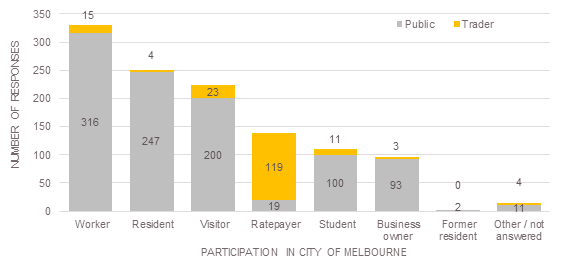 350
300
250
200
150
100
50
0
NUMBER OF RESPONSES
Public
Trader
15
316
4
247
23
200
119
19
11
100
3
93
0
2
4
11
Worker
Resident
Visitor
Ratepayer
Student
Business
owner
Former
resident
Other / not
answered
PARTICIPATION IN CITY OF MELBOURNE